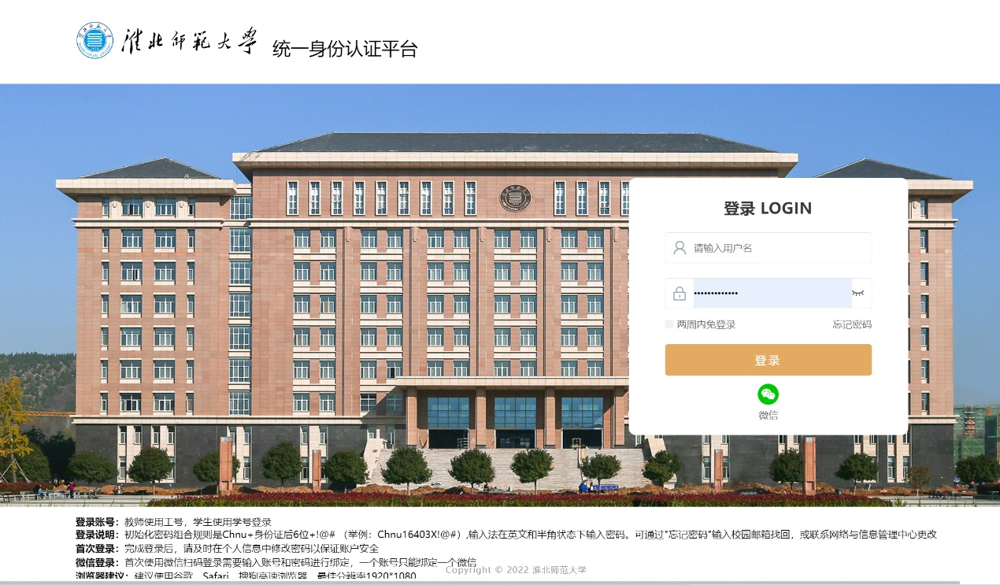 淮北师范大学 统一身份认证平台
登录 LOGIN
请输入用户名
•••••••••••••
两周内免登录 忘记密码
登录
微信
登录账号：教师使用工号，学生使用学号登录
登录说明：初始化密码组合规则是Chnu+身份证后6位+!@# （举例：Chnu16403X!@#）,输入法在英文和半角状态下输入密码。可通过"忘记密码"输入校园邮箱找回，或联系网络与信息管理中心更改
首次登录：完成登录后，请及时在个人信息中修改密码以保证账户安全
微信登录：首次使用微信扫码登录需要输入账号和密码进行绑定，一个账号只能绑定一个微信
Copyright © 2022 淮北师范大学
浏览器建议：建议使用谷歌、Safari、搜狗高速浏览器，最佳分辨率1920*1080